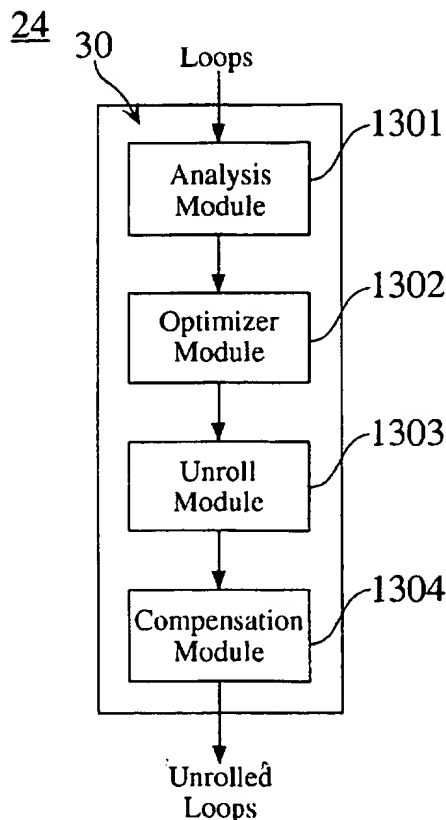 24
30
Loops
1301
Analysis
Module
1302
Optimizer
Module
1303
Unroll
Module
1304
Compensation
Module
Unrolled
Loops